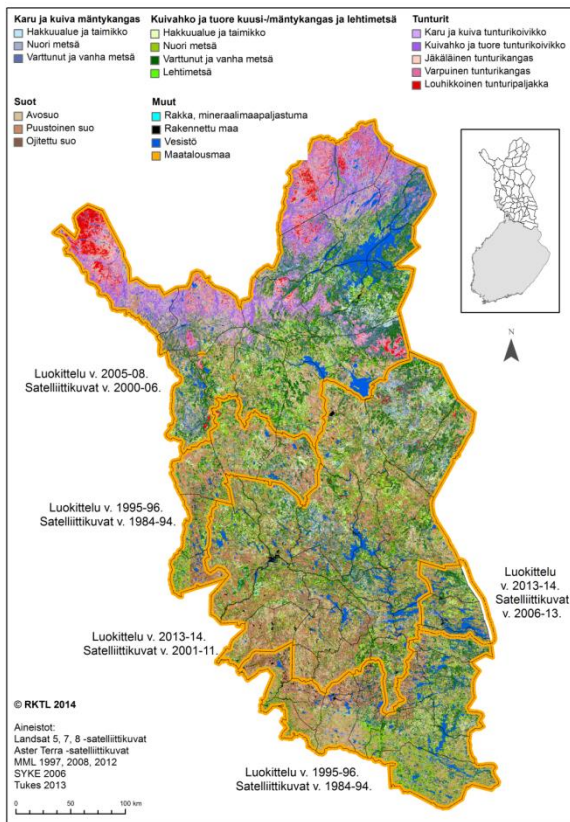 Karu ja kuiva mäntykangas
Hakkuualue ja taimikko
Nuori metsä
Varttunut ja vanha metsä
Kuivahko ja tuore kuusi-/mäntykangas ja lehtimetsä
Hakkuualue ja taimikko
Nuori metsä
Varttunut ja vanha metsä
Lehtimetsä
Tunturit
Karu ja kuiva tunturikoivikko
Kuivahko ja tuore tunturikoivikko
Jäkäläinen tunturikangas
Varpuinen tunturikangas
Louhikkoinen tunturipaljakka
Suot
Avosuo
Puustoinen suo
Ojitettu suo
Muut
Rakka, mineraalimaapaljastuma
Rakennettu maa
Vesistö
Maatalousmaa
N
Luokittelu v. 2005-08.
Satelliittikuvat v. 2000-06.
Luokittelu v. 1995-96.
Satelliittikuvat v. 1984-94.
Luokittelu
v. 2013-14.
Satelliittikuvat
v. 2006-13.
Luokittelu v. 2013-14.
Satelliittikuvat v. 2001-11.
© RKTL 2014
Aineistot:
Landsat 5, 7, 8 -satelliittikuvat
Aster Terra -satelliittikuvat
MML 1997, 2008, 2012
SYKE 2006
Tukes 2013
Luokittelu v. 1995-96.
Satelliittikuvat v. 1984-94.
0 50 100 km